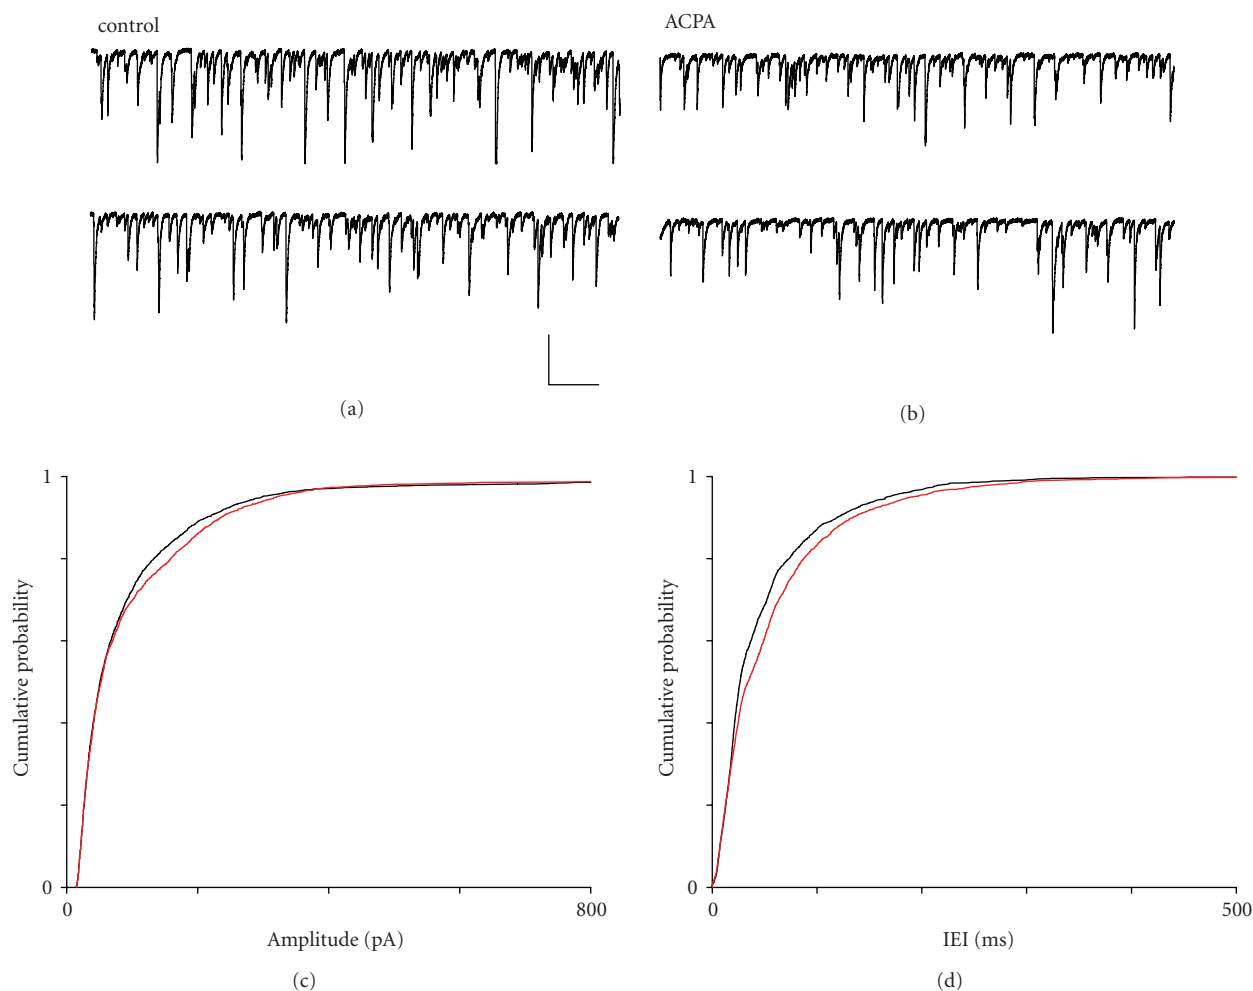 control
ACPA
(a)
(b)
1
Cumulative probability
0
0
800
Amplitude (pA)
(c)
1
Cumulative probability
0
0
500
IEI (ms)
(d)